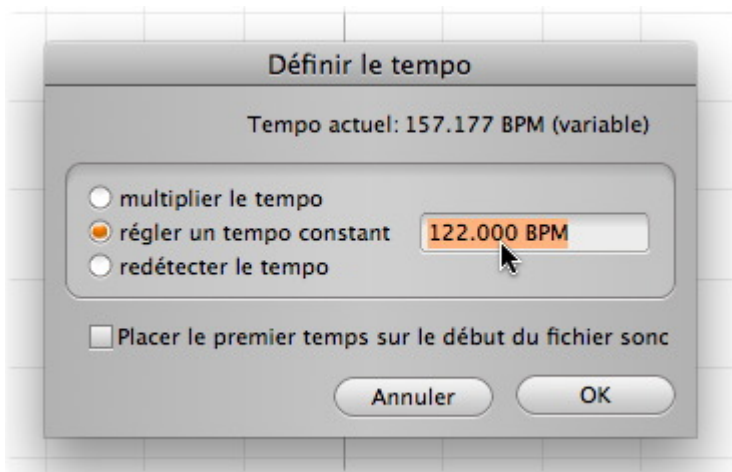 Définir le tempo
Tempo actuel: 157.177 BPM (variable)
multiplier le tempo
régler un tempo constant 122.000 BPM
redétecter le tempo
Placer le premier temps sur le début du fichier sonc
Annuler OK